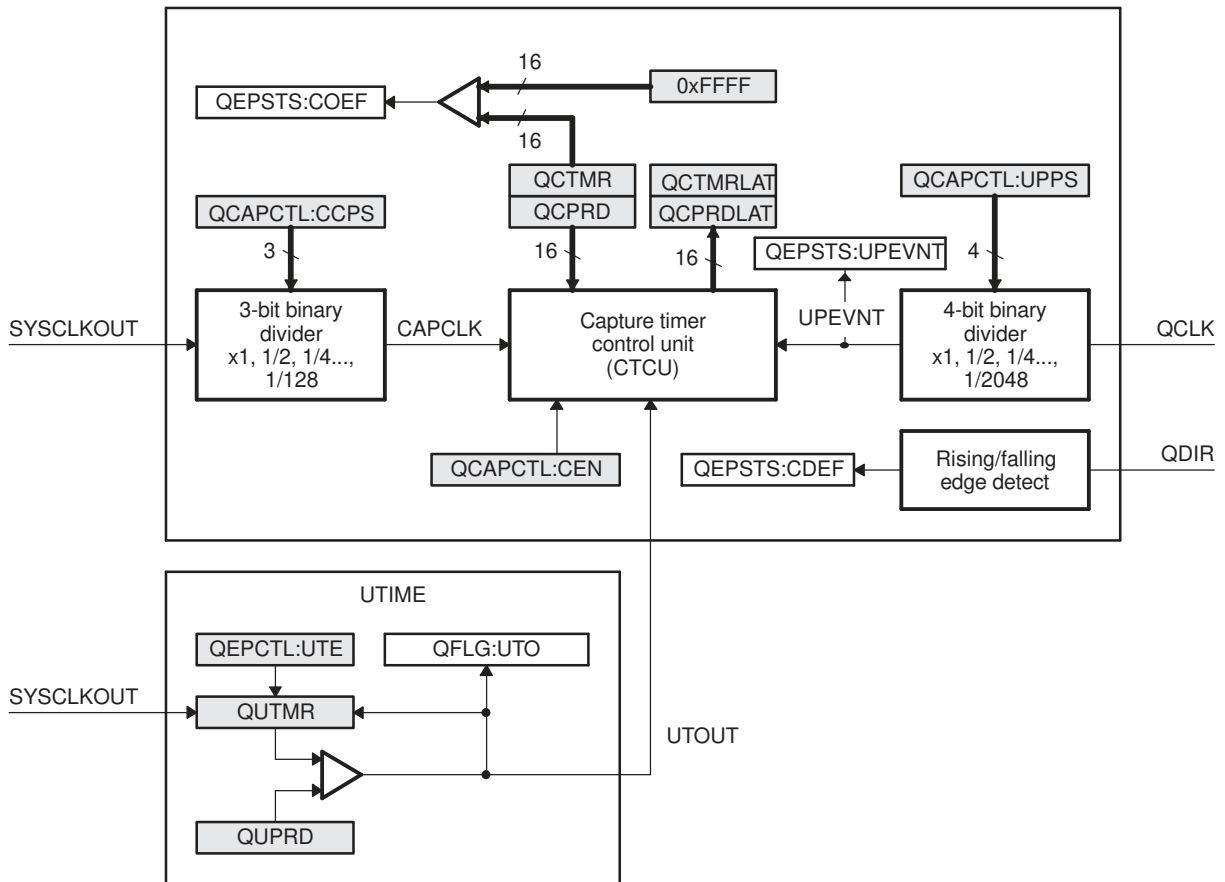 16
0xFFFF
QEPSTS:COEF
16
QCTMR
QCTMRLAT
QCAPCTL:UPPS
QCAPCTL:CCPS
QCPRD
QCPRDLAT
3
16
16
QEPSTS:UPEVNT
4
SYSCLKOUT
3-bit binary
divider
x1, 1/2, 1/4...,
1/128
CAPCLK
Capture timer
control unit
(CTCU)
UPEVNT
4-bit binary
divider
x1, 1/2, 1/4...,
1/2048
QCLK
QCAPCTL:CEN
QEPSTS:CDEF
Rising/falling
edge detect
QDIR
UTIME
QEPCTL:UTE
QFLG:UTO
SYSCLKOUT
QUTMR
UTOUT
QUPRD